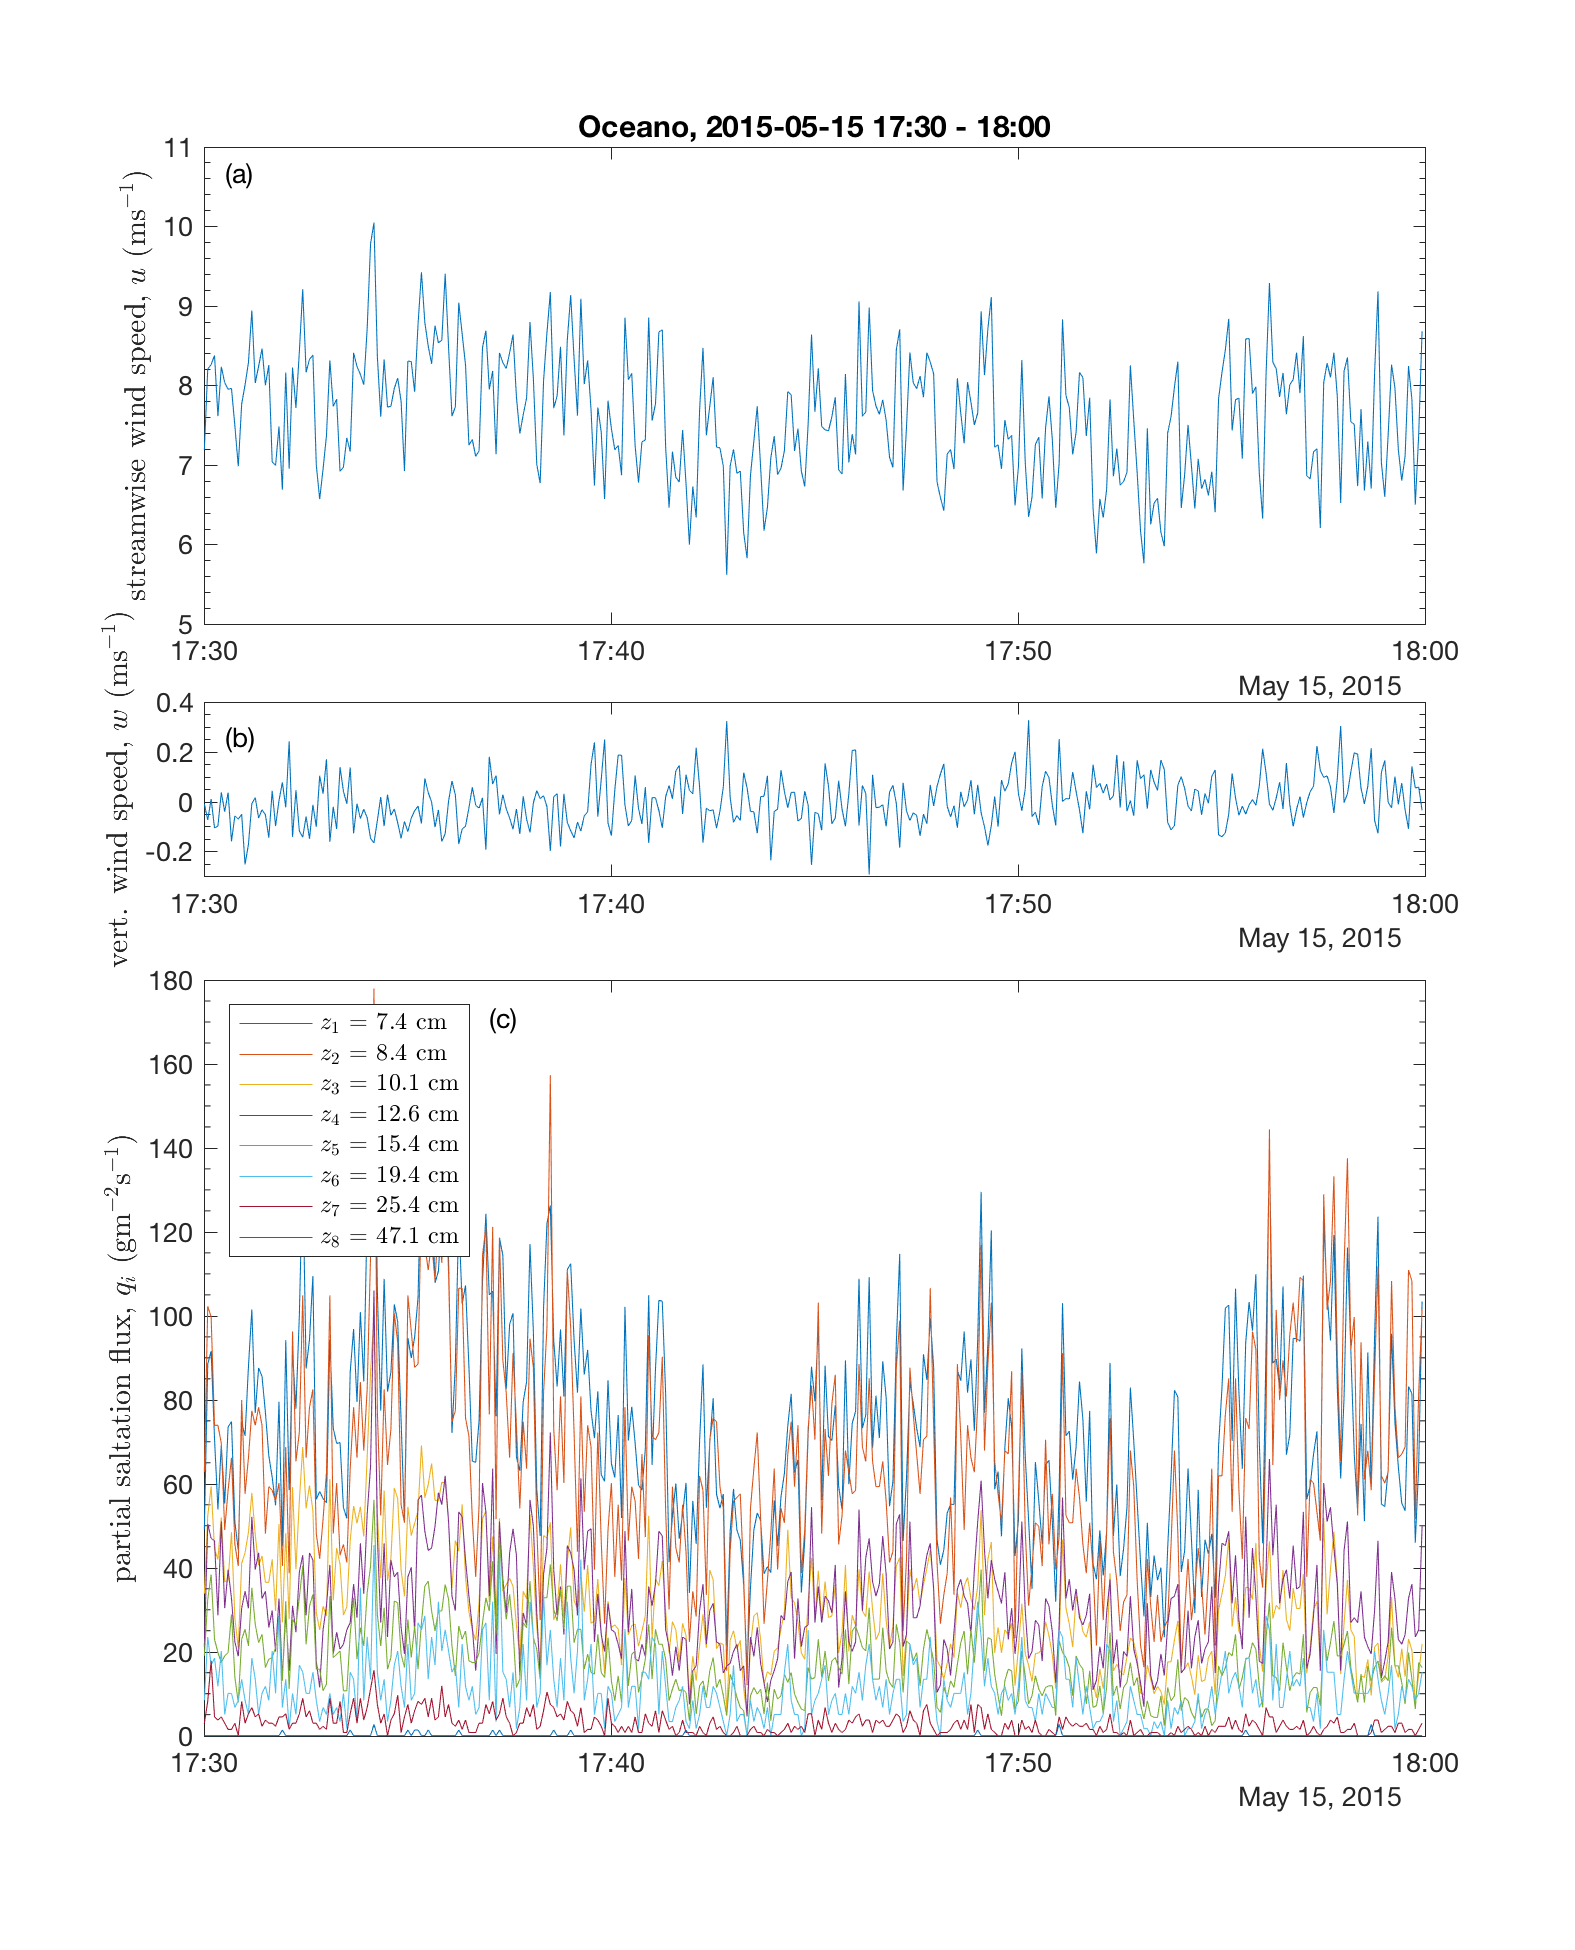 Oceano, 2015-05-15 17:30 - 18:00
(a)
streamwise wind speed, u (ms⁻¹)
11
10
9
8
7
6
5
17:30 17:40 17:50 18:00
May 15, 2015
(b)
vert. wind speed, w (ms⁻¹)
0.4
0.2
0
-0.2
17:30 17:40 17:50 18:00
May 15, 2015
(c)
partial saltation flux, qᵢ (gm⁻²s⁻¹)
180
160
140
120
100
80
60
40
20
0
z₁ = 7.4 cm
z₂ = 8.4 cm
z₃ = 10.1 cm
z₄ = 12.6 cm
z₅ = 15.4 cm
z₆ = 19.4 cm
z₇ = 25.4 cm
z₈ = 47.1 cm
17:30 17:40 17:50 18:00
May 15, 2015